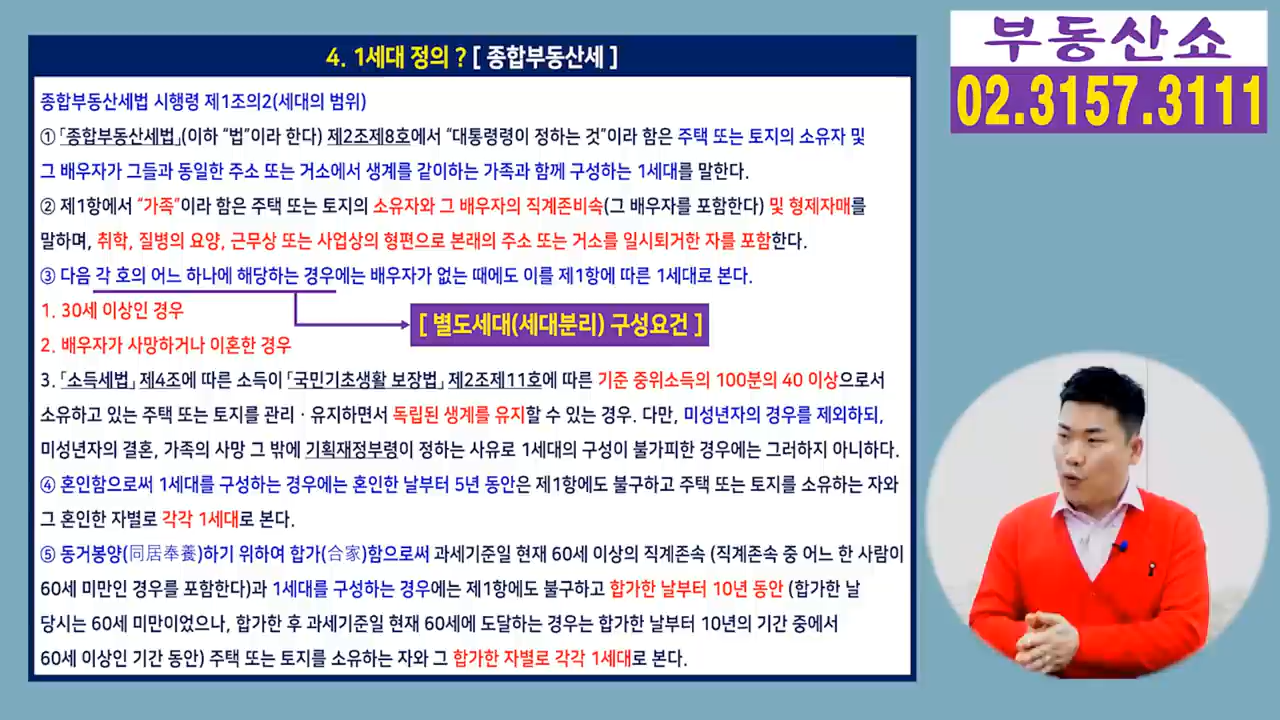 4. 1세대 정의 ? [ 종합부동산세 ]
부동산쇼
02.3157.3111
종합부동산세법 시행령 제1조의2(세대의 범위)
① ｢종합부동산세법｣(이하 “법”이라 한다) 제2조제8호에서 “대통령령이 정하는 것”이라 함은 주택 또는 토지의 소유자 및
그 배우자가 그들과 동일한 주소 또는 거소에서 생계를 같이하는 가족과 함께 구성하는 1세대를 말한다.
② 제1항에서 “가족”이라 함은 주택 또는 토지의 소유자와 그 배우자의 직계존비속(그 배우자를 포함한다) 및 형제자매를
말하며, 취학, 질병의 요양, 근무상 또는 사업상의 형편으로 본래의 주소 또는 거소를 일시퇴거한 자를 포함한다.
③ 다음 각 호의 어느 하나에 해당하는 경우에는 배우자가 없는 때에도 이를 제1항에 따른 1세대로 본다.
1. 30세 이상인 경우
[ 별도세대(세대분리) 구성요건 ]
2. 배우자가 사망하거나 이혼한 경우
3. ｢소득세법｣ 제4조에 따른 소득이 ｢국민기초생활 보장법｣ 제2조제11호에 따른 기준 중위소득의 100분의 40 이상으로서
소유하고 있는 주택 또는 토지를 관리ㆍ유지하면서 독립된 생계를 유지할 수 있는 경우. 다만, 미성년자의 경우를 제외하되,
미성년자의 결혼, 가족의 사망 그 밖에 기획재정부령이 정하는 사유로 1세대의 구성이 불가피한 경우에는 그러하지 아니하다.
④ 혼인함으로써 1세대를 구성하는 경우에는 혼인한 날부터 5년 동안은 제1항에도 불구하고 주택 또는 토지를 소유하는 자와
그 혼인한 자별로 각각 1세대로 본다.
⑤ 동거봉양(同居奉養)하기 위하여 합가(合家)함으로써 과세기준일 현재 60세 이상의 직계존속 (직계존속 중 어느 한 사람이
60세 미만인 경우를 포함한다)과 1세대를 구성하는 경우에는 제1항에도 불구하고 합가한 날부터 10년 동안 (합가한 날
당시는 60세 미만이었으나, 합가한 후 과세기준일 현재 60세에 도달하는 경우는 합가한 날부터 10년의 기간 중에서
60세 이상인 기간 동안) 주택 또는 토지를 소유하는 자와 그 합가한 자별로 각각 1세대로 본다.